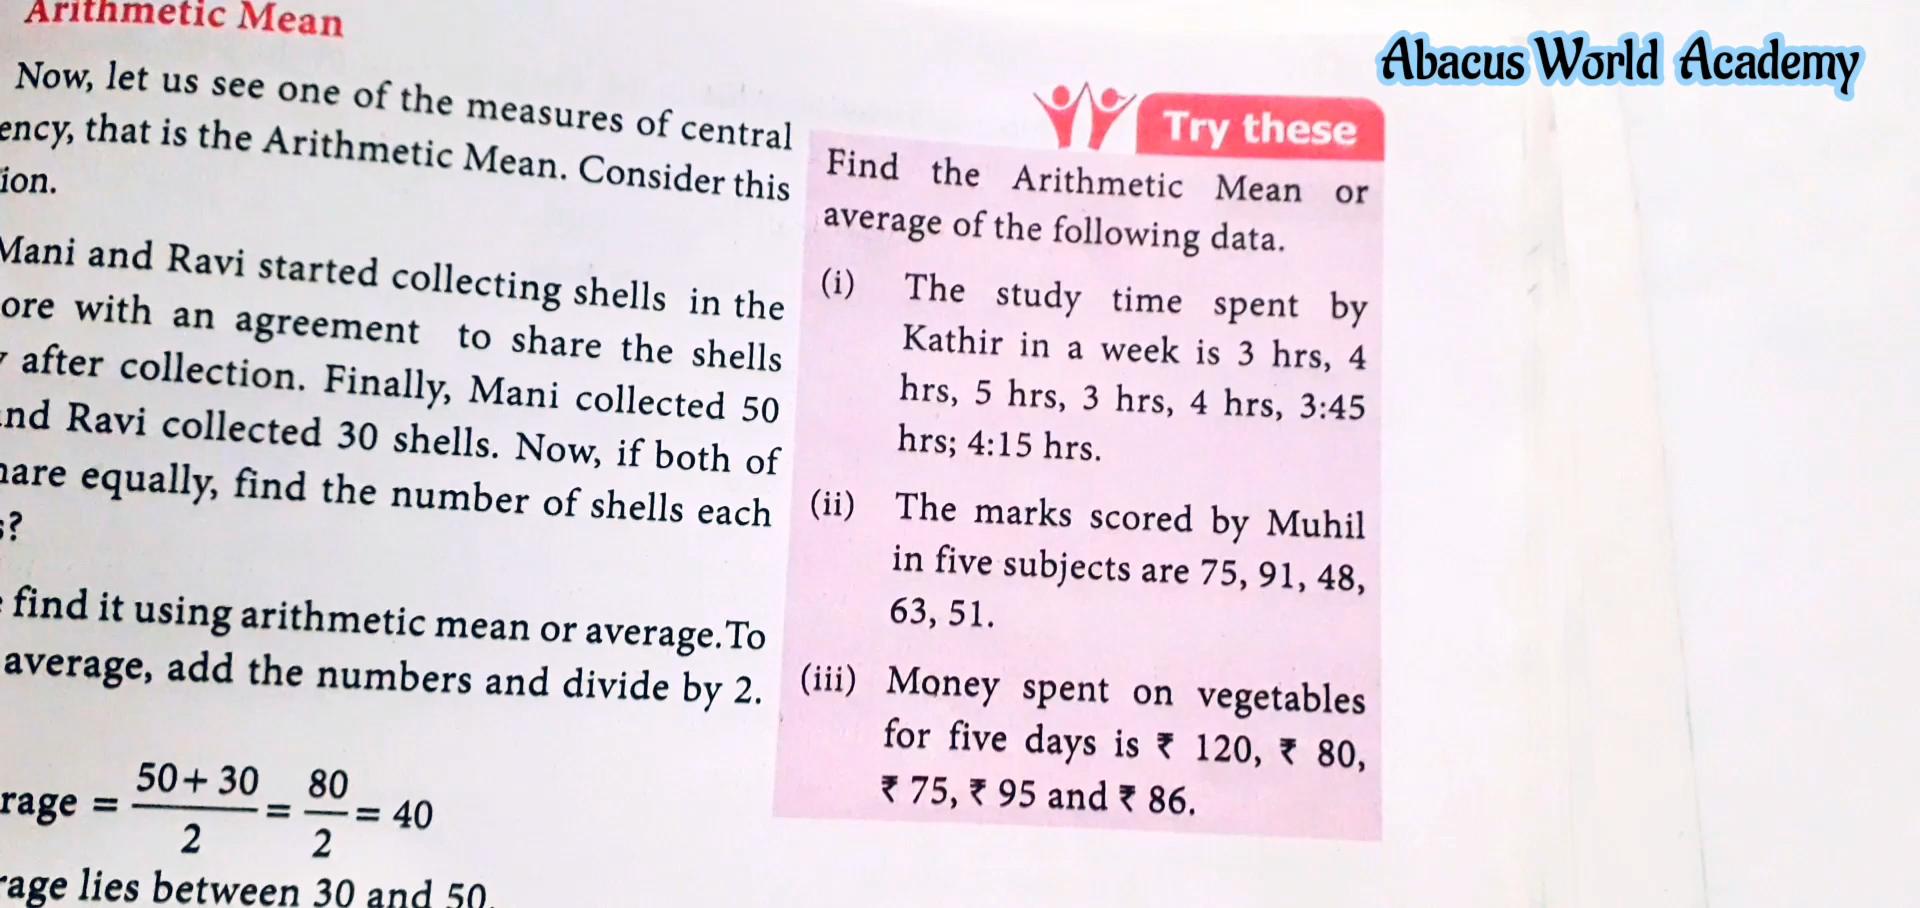 Arithmetic Mean
Now, let us see one of the measures of central
ency, that is the Arithmetic Mean. Consider this
ion.
Mani and Ravi started collecting shells in the
ore with an agreement to share the shells
after collection. Finally, Mani collected 50
nd Ravi collected 30 shells. Now, if both of
hare equally, find the number of shells each
s?
find it using arithmetic mean or average.To
average, add the numbers and divide by 2.
rage = 50+ 30 / 2 = 80 / 2 = 40
rage lies between 30 and 50.
Abacus World Academy
Try these
Find the Arithmetic Mean or
average of the following data.
(i) The study time spent by
Kathir in a week is 3 hrs, 4
hrs, 5 hrs, 3 hrs, 4 hrs, 3:45
hrs; 4:15 hrs.
(ii) The marks scored by Muhil
in five subjects are 75, 91, 48,
63, 51.
(iii) Money spent on vegetables
for five days is ₹ 120, ₹ 80,
₹ 75, ₹ 95 and ₹ 86.